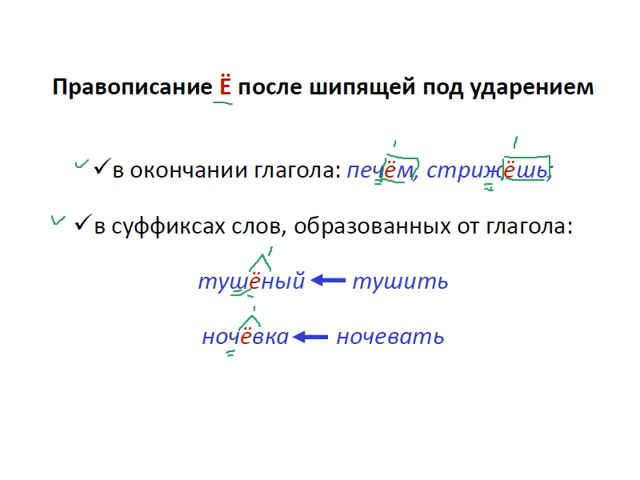 Правописание Ё после шипящей под ударением
✓в окончании глагола: печём, стрижёшь;
✓в суффиксах слов, образованных от глагола:
тушёный ← тушить
ночёвка ← ночевать